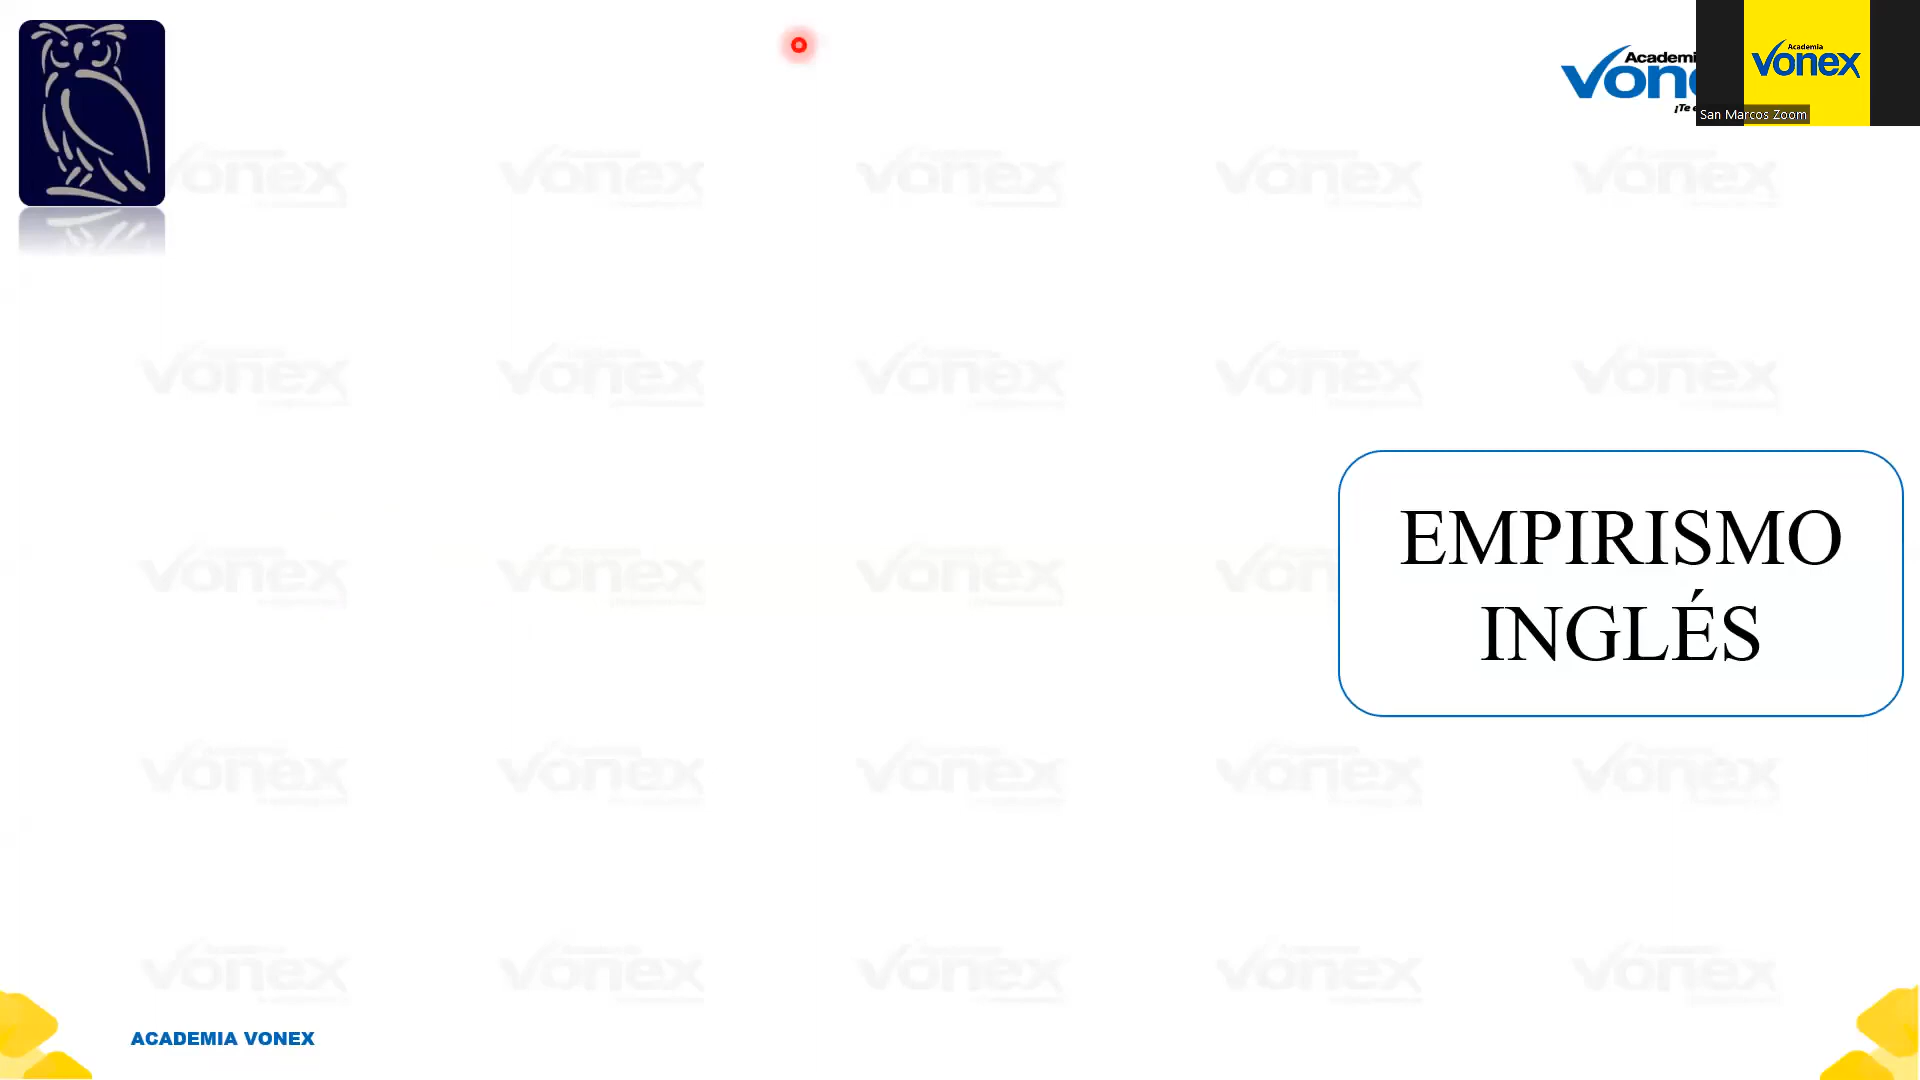 Academia
vonex
San Marcos Zoom
EMPIRISMO
INGLÉS
ACADEMIA VONEX